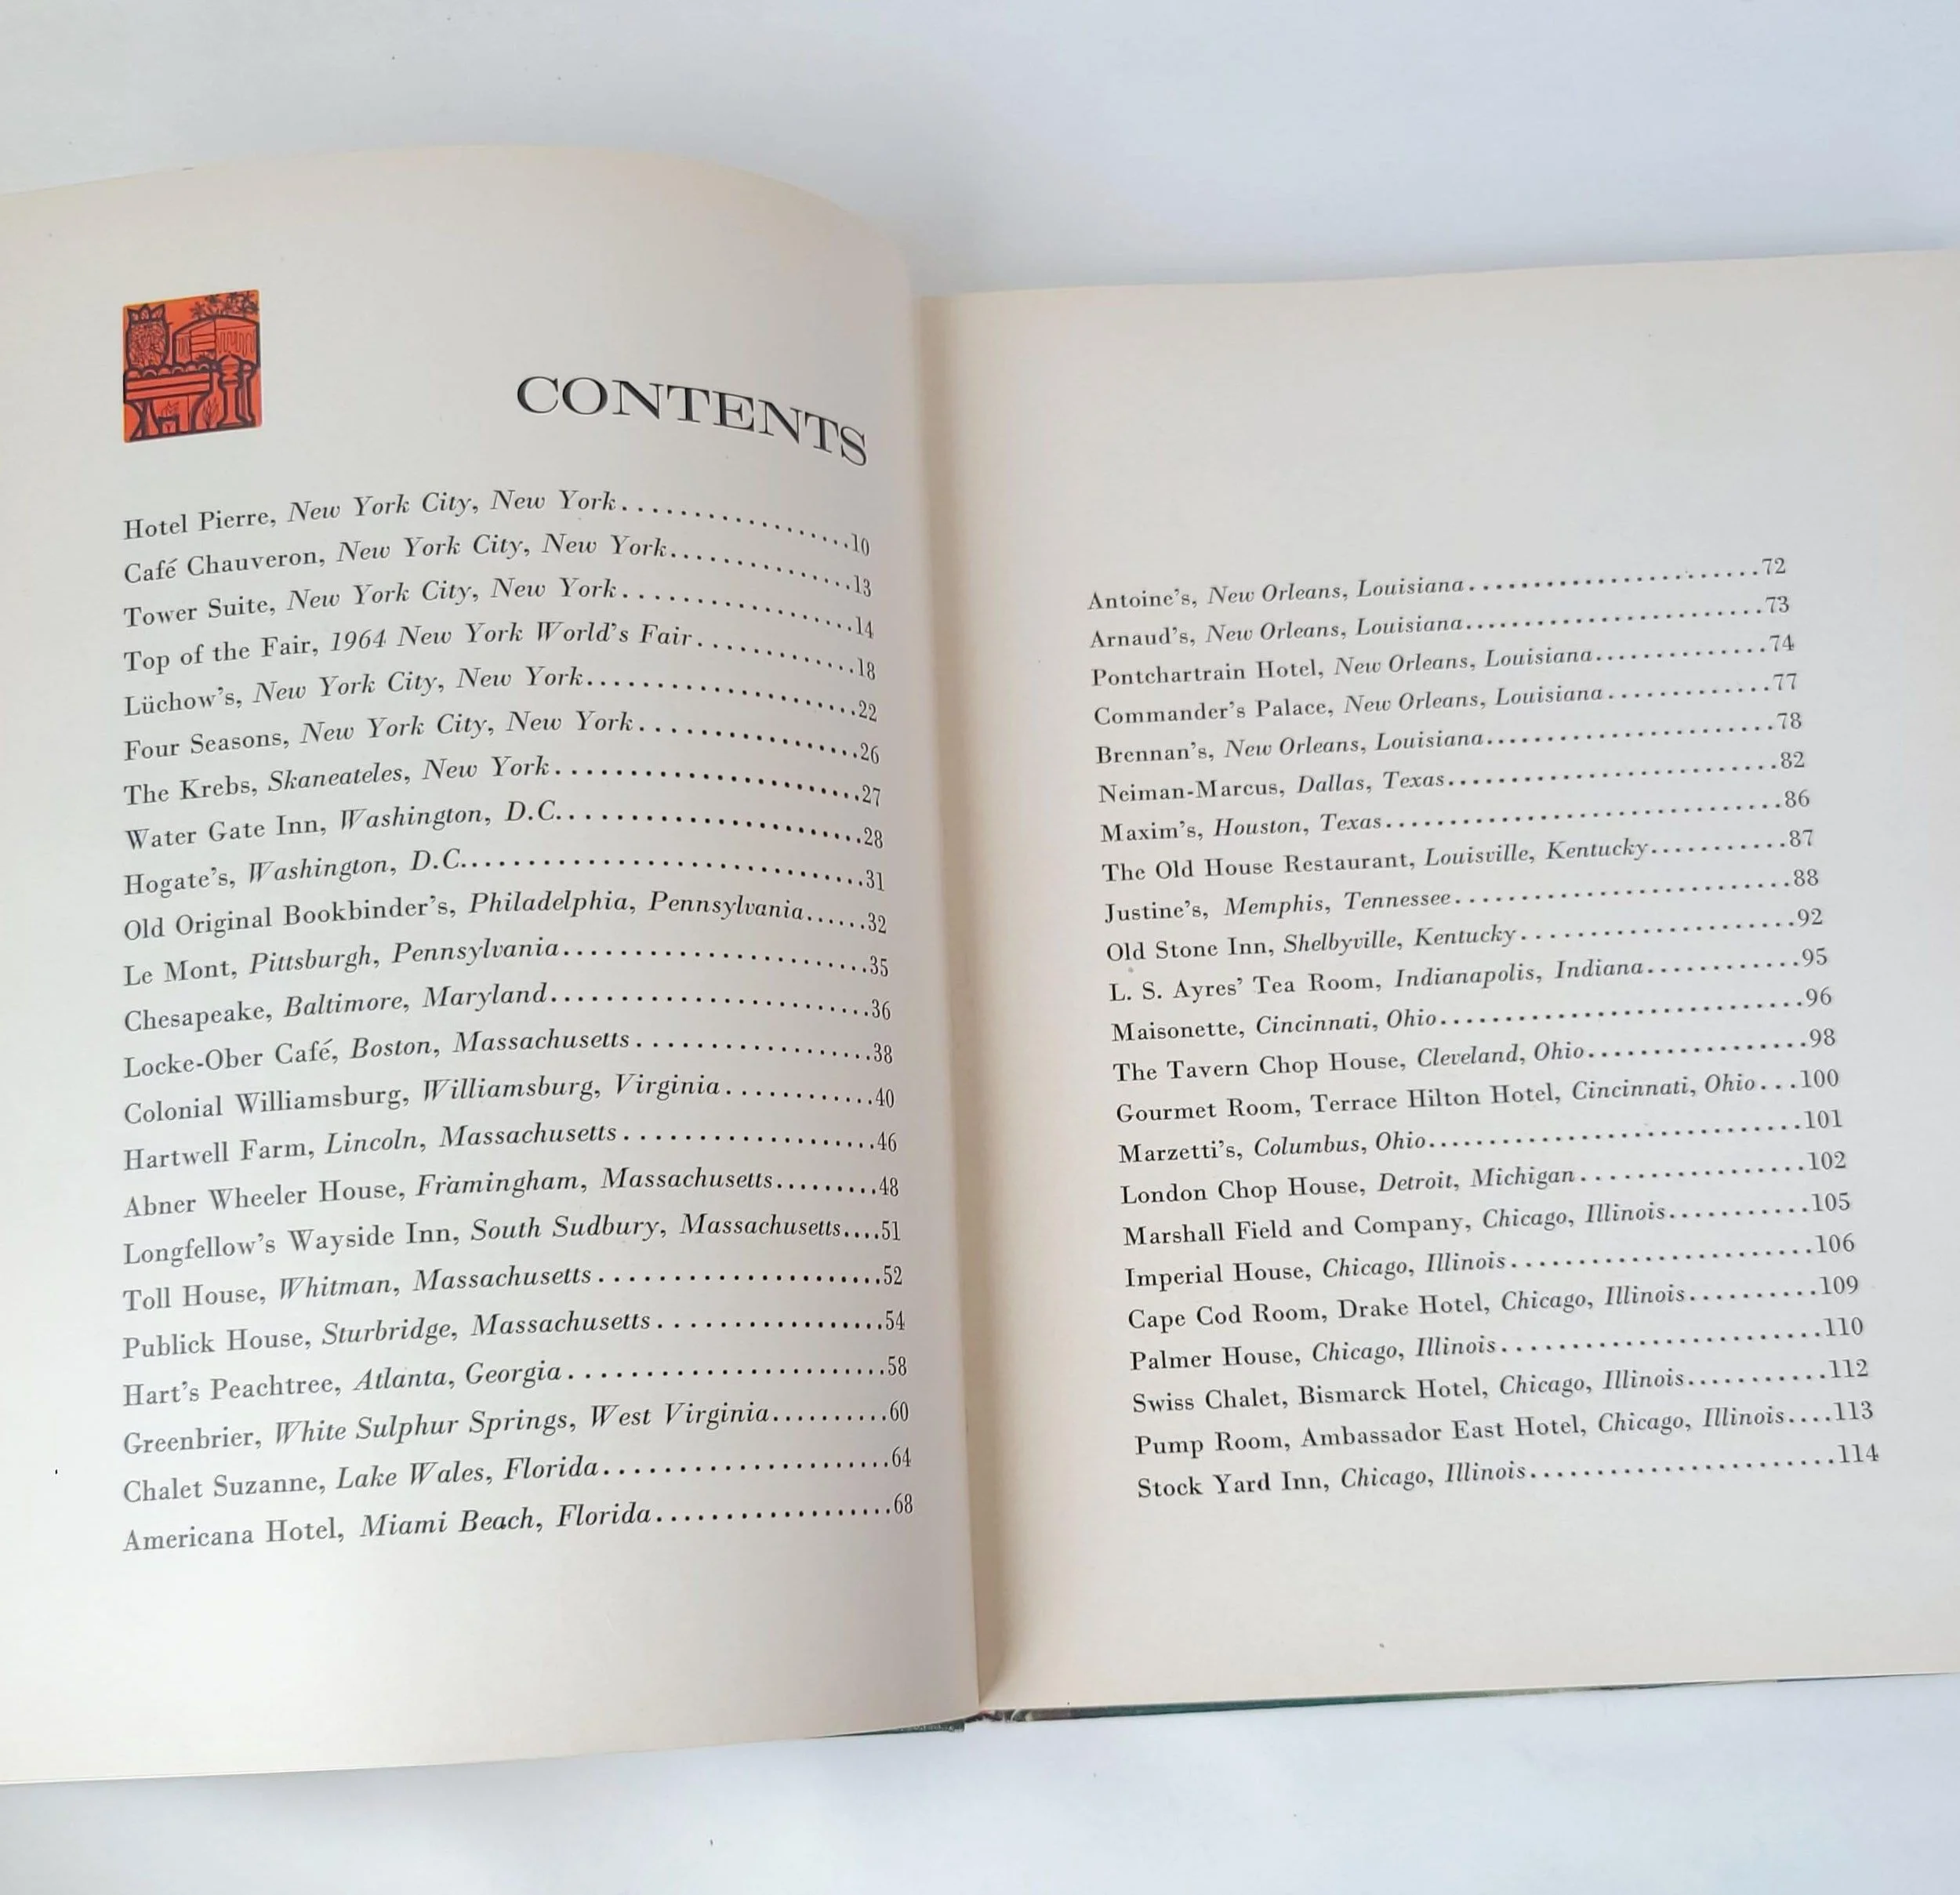 CONTENTS
Hotel Pierre, New York City, New York....................10
Café Chauveron, New York City, New York................13
Tower Suite, New York City, New York....................14
Top of the Fair, 1964 New York World's Fair..............18
Lüchow's, New York City, New York.......................22
Four Seasons, New York City, New York...................26
The Krebs, Skaneateles, New York..........................27
Water Gate Inn, Washington, D.C..........................28
Hogate's, Washington, D.C.................................31
Old Original Bookbinder's, Philadelphia, Pennsylvania......32
Le Mont, Pittsburgh, Pennsylvania.........................35
Chesapeake, Baltimore, Maryland..........................36
Locke-Ober Café, Boston, Massachusetts...................38
Colonial Williamsburg, Williamsburg, Virginia.............40
Hartwell Farm, Lincoln, Massachusetts....................46
Abner Wheeler House, Framingham, Massachusetts.........48
Longfellow's Wayside Inn, South Sudbury, Massachusetts....51
Toll House, Whitman, Massachusetts......................52
Publick House, Sturbridge, Massachusetts.................54
Hart's Peachtree, Atlanta, Georgia........................58
Greenbrier, White Sulphur Springs, West Virginia..........60
Chalet Suzanne, Lake Wales, Florida......................64
Americana Hotel, Miami Beach, Florida...................68
Antoine's, New Orleans, Louisiana.......................72
Arnaud's, New Orleans, Louisiana.......................73
Pontchartrain Hotel, New Orleans, Louisiana..............74
Commander's Palace, New Orleans, Louisiana.............77
Brennan's, New Orleans, Louisiana.......................78
Neiman-Marcus, Dallas, Texas..........................82
Maxim's, Houston, Texas...............................86
The Old House Restaurant, Louisville, Kentucky...........87
Justine's, Memphis, Tennessee..........................88
Old Stone Inn, Shelbyville, Kentucky.....................92
L. S. Ayres' Tea Room, Indianapolis, Indiana............95
Maisonette, Cincinnati, Ohio............................96
The Tavern Chop House, Cleveland, Ohio.................98
Gourmet Room, Terrace Hilton Hotel, Cincinnati, Ohio...100
Marzetti's, Columbus, Ohio.............................101
London Chop House, Detroit, Michigan..................102
Marshall Field and Company, Chicago, Illinois...........105
Imperial House, Chicago, Illinois........................106
Cape Cod Room, Drake Hotel, Chicago, Illinois..........109
Palmer House, Chicago, Illinois.........................110
Swiss Chalet, Bismarck Hotel, Chicago, Illinois...........112
Pump Room, Ambassador East Hotel, Chicago, Illinois....113
Stock Yard Inn, Chicago, Illinois........................114